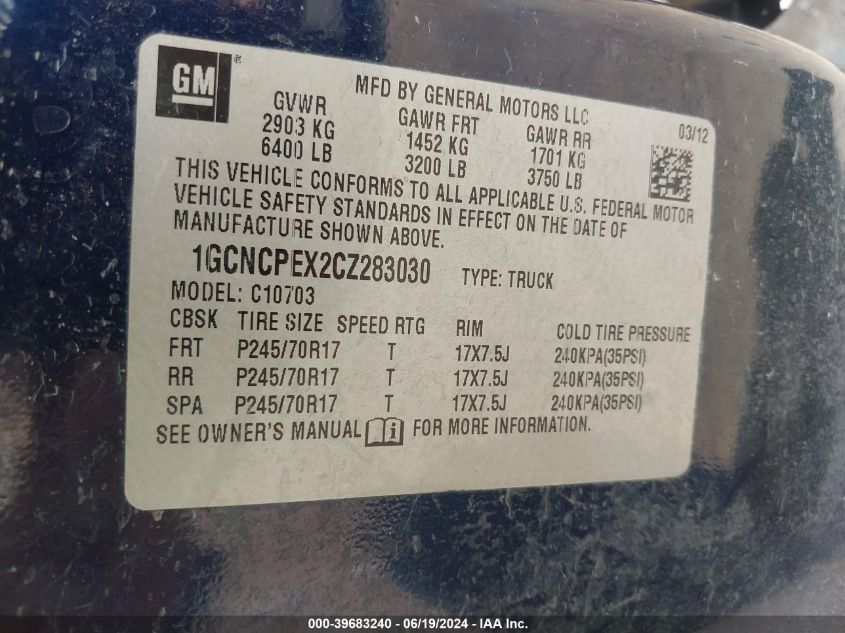 GM®
MFD BY GENERAL MOTORS LLC
03/12
GVWR GAWR FRT GAWR RR
2903 KG 1452 KG 1701 KG
6400 LB 3200 LB 3750 LB
THIS VEHICLE CONFORMS TO ALL APPLICABLE U.S. FEDERAL MOTOR
VEHICLE SAFETY STANDARDS IN EFFECT ON THE DATE OF
MANUFACTURE SHOWN ABOVE.
1GCNCPEX2CZ283030 TYPE: TRUCK
MODEL: C10703
CBSK TIRE SIZE SPEED RTG RIM COLD TIRE PRESSURE
FRT P245/70R17 T 17X7.5J 240KPA(35PSI)
RR P245/70R17 T 17X7.5J 240KPA(35PSI)
SPA P245/70R17 T 17X7.5J 240KPA(35PSI)
SEE OWNER'S MANUAL i FOR MORE INFORMATION.
000-39683240 - 06/19/2024 - IAA Inc.